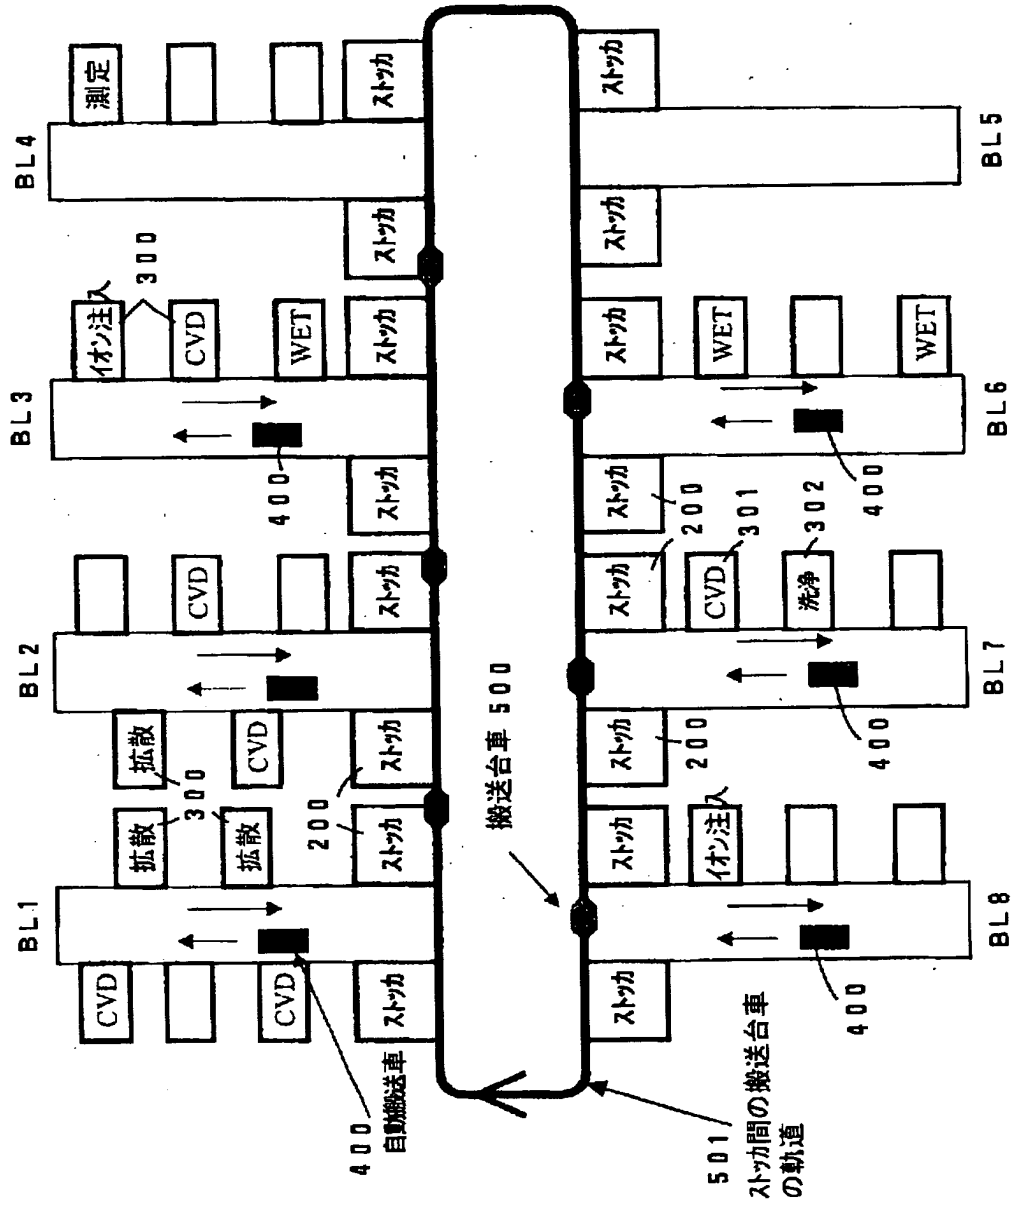 BL1
BL2
BL3
BL4
CVD
イオン注入
測定
拡散
拡散
300
300
CVD
CVD
拡散
CVD
CVD
400
WET
200
400
自動搬送車
ストッカ
ストッカ
ストッカ
ストッカ
ストッカ
ストッカ
ストッカ
ストッカ
搬送台車 500
ストッカ
ストッカ
ストッカ
ストッカ
ストッカ
ストッカ
ストッカ
ストッカ
200
200
501
ストッカ間の搬送台車
の軌道
イオン注入
CVD
301
WET
洗浄
302
400
400
400
WET
BL8
BL7
BL6
BL5